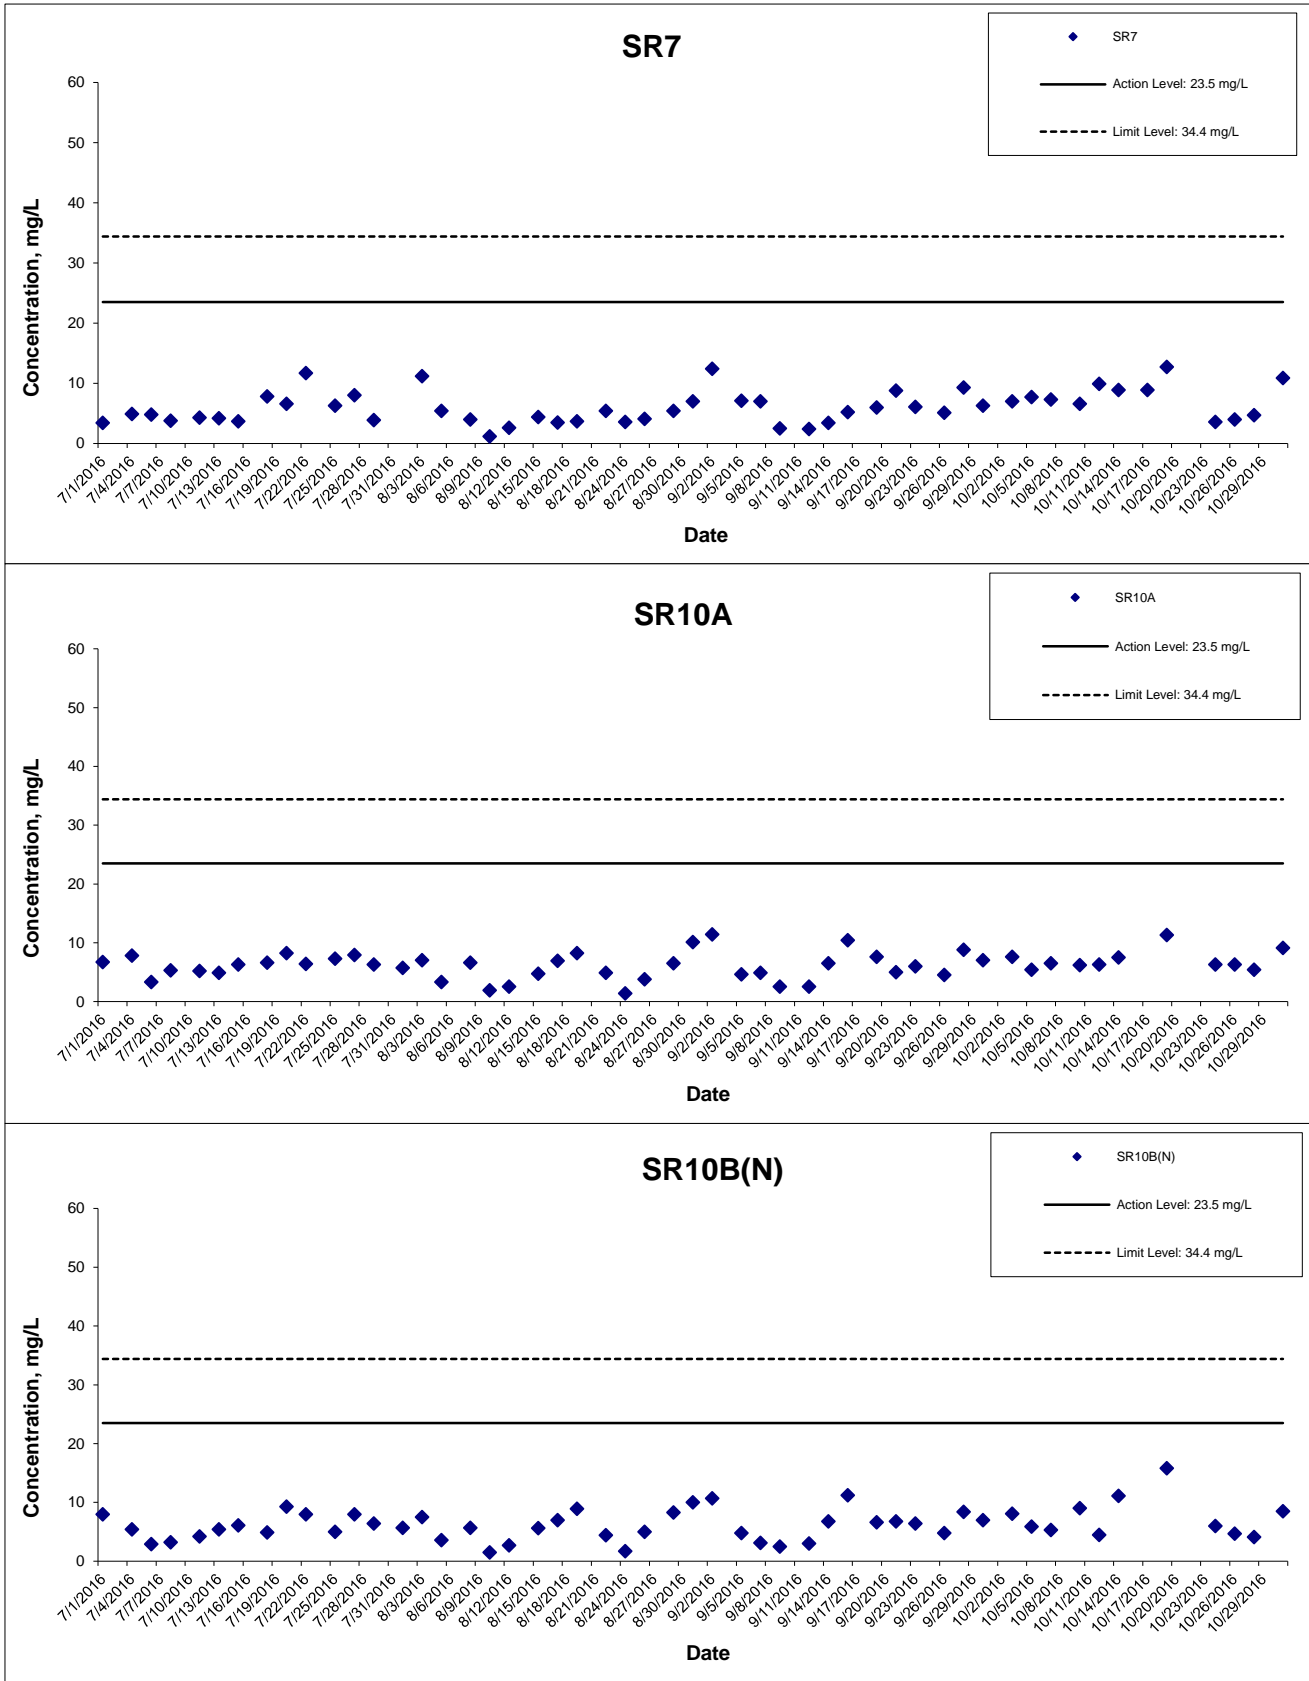 SR7
SR7
Action Level: 23.5 mg/L
Limit Level: 34.4 mg/L
60
50
40
30
20
10
0
Concentration, mg/L
7/1/2016 7/4/2016 7/7/2016 7/10/2016 7/13/2016 7/16/2016 7/19/2016 7/22/2016 7/25/2016 7/28/2016 7/31/2016 8/3/2016 8/6/2016 8/9/2016 8/12/2016 8/15/2016 8/18/2016 8/21/2016 8/24/2016 8/27/2016 8/30/2016 9/2/2016 9/5/2016 9/8/2016 9/11/2016 9/14/2016 9/17/2016 9/20/2016 9/23/2016 9/26/2016 9/29/2016 10/2/2016 10/5/2016 10/8/2016 10/11/2016 10/14/2016 10/17/2016 10/20/2016 10/23/2016 10/26/2016 10/29/2016
Date
SR10A
SR10A
Action Level: 23.5 mg/L
Limit Level: 34.4 mg/L
60
50
40
30
20
10
0
Concentration, mg/L
7/1/2016 7/4/2016 7/7/2016 7/10/2016 7/13/2016 7/16/2016 7/19/2016 7/22/2016 7/25/2016 7/28/2016 7/31/2016 8/3/2016 8/6/2016 8/9/2016 8/12/2016 8/15/2016 8/18/2016 8/21/2016 8/24/2016 8/27/2016 8/30/2016 9/2/2016 9/5/2016 9/8/2016 9/11/2016 9/14/2016 9/17/2016 9/20/2016 9/23/2016 9/26/2016 9/29/2016 10/2/2016 10/5/2016 10/8/2016 10/11/2016 10/14/2016 10/17/2016 10/20/2016 10/23/2016 10/26/2016 10/29/2016
Date
SR10B(N)
SR10B(N)
Action Level: 23.5 mg/L
Limit Level: 34.4 mg/L
60
50
40
30
20
10
0
Concentration, mg/L
7/1/2016 7/4/2016 7/7/2016 7/10/2016 7/13/2016 7/16/2016 7/19/2016 7/22/2016 7/25/2016 7/28/2016 7/31/2016 8/3/2016 8/6/2016 8/9/2016 8/12/2016 8/15/2016 8/18/2016 8/21/2016 8/24/2016 8/27/2016 8/30/2016 9/2/2016 9/5/2016 9/8/2016 9/11/2016 9/14/2016 9/17/2016 9/20/2016 9/23/2016 9/26/2016 9/29/2016 10/2/2016 10/5/2016 10/8/2016 10/11/2016 10/14/2016 10/17/2016 10/20/2016 10/23/2016 10/26/2016 10/29/2016
Date